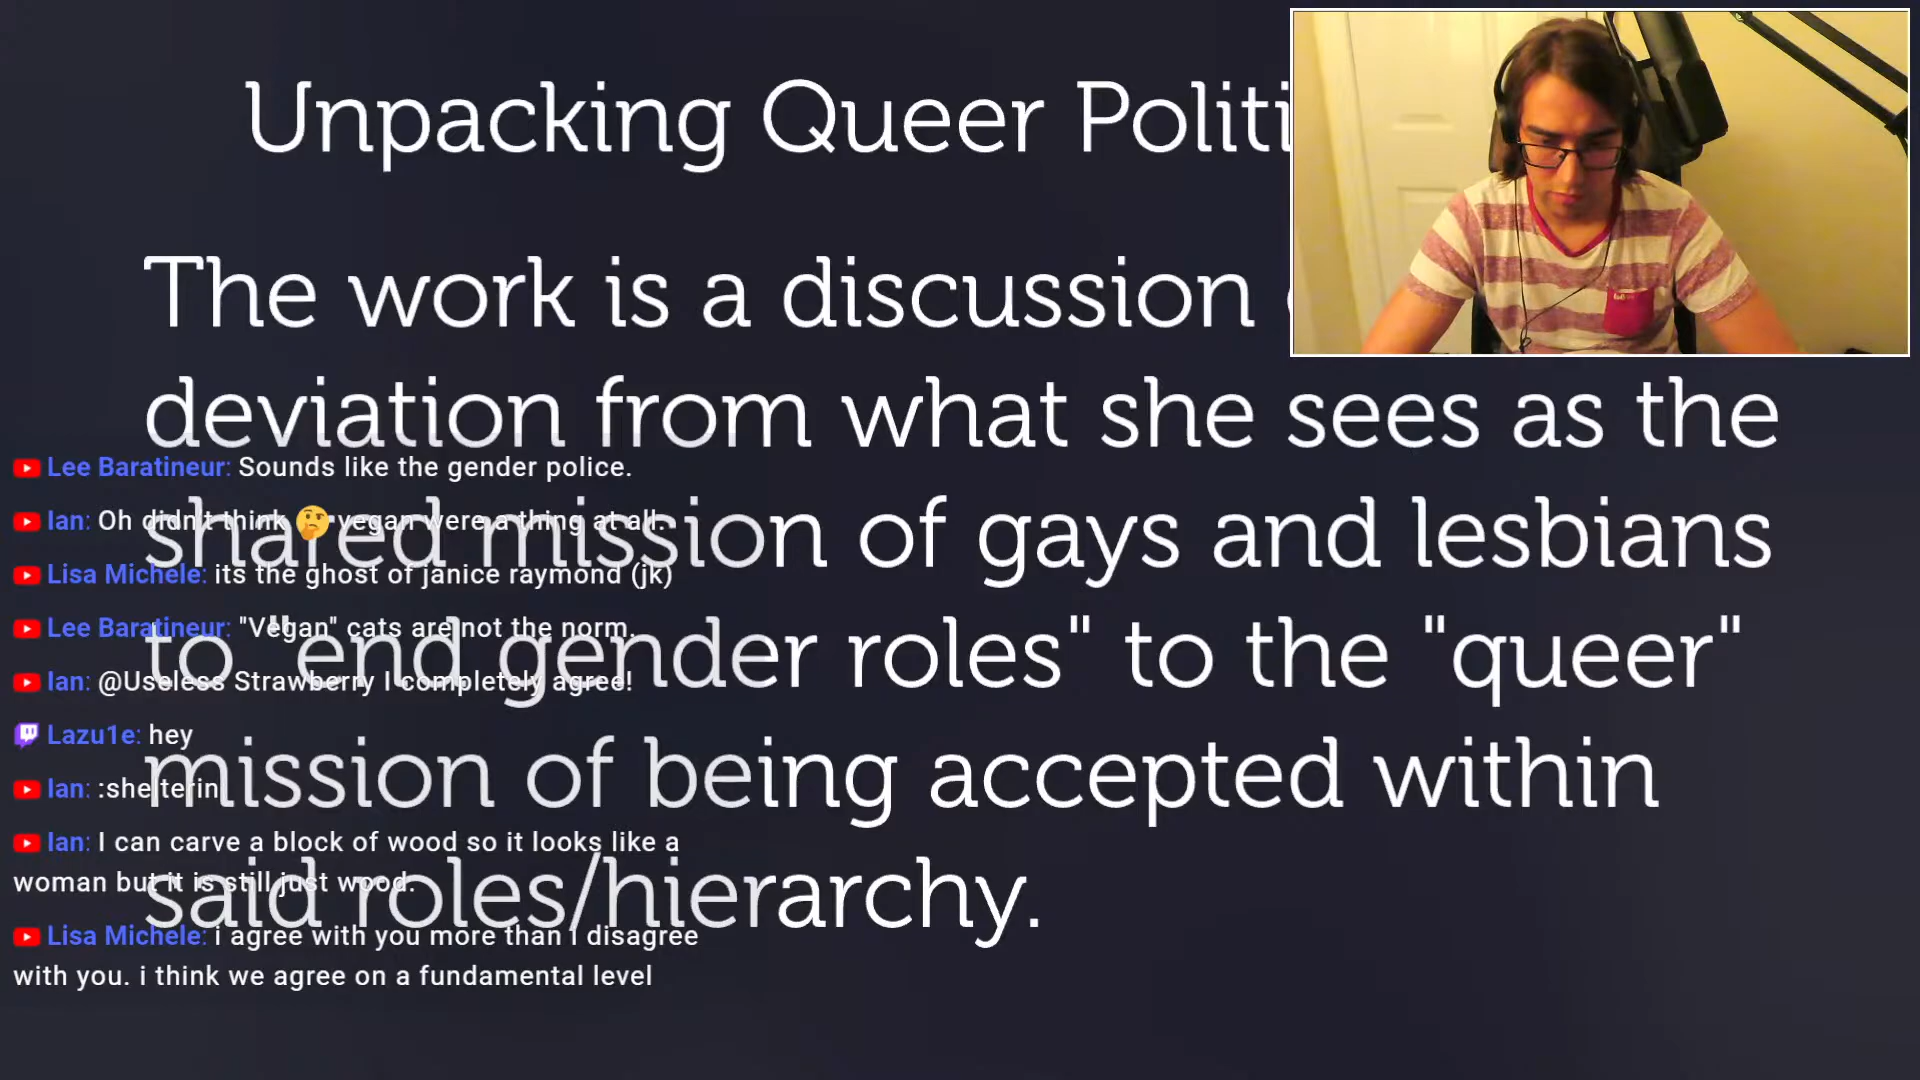 Unpacking Queer Politi
The work is a discussion
deviation from what she sees as the
shared mission of gays and lesbians
to "end gender roles" to the "queer"
mission of being accepted within
said roles/hierarchy.
Lee Baratineur: Sounds like the gender police.
Ian: Oh didn't think 🤔 vegan were a thing at all.
Lisa Michele: its the ghost of janice raymond (jk)
Lee Baratineur: "Vegan" cats are not the norm.
Ian: @Useless Strawberry I completely agree!
Lazu1e: hey
Ian: :shelterin
Ian: I can carve a block of wood so it looks like a
woman but it is still just wood.
Lisa Michele: i agree with you more than I disagree
with you. i think we agree on a fundamental level